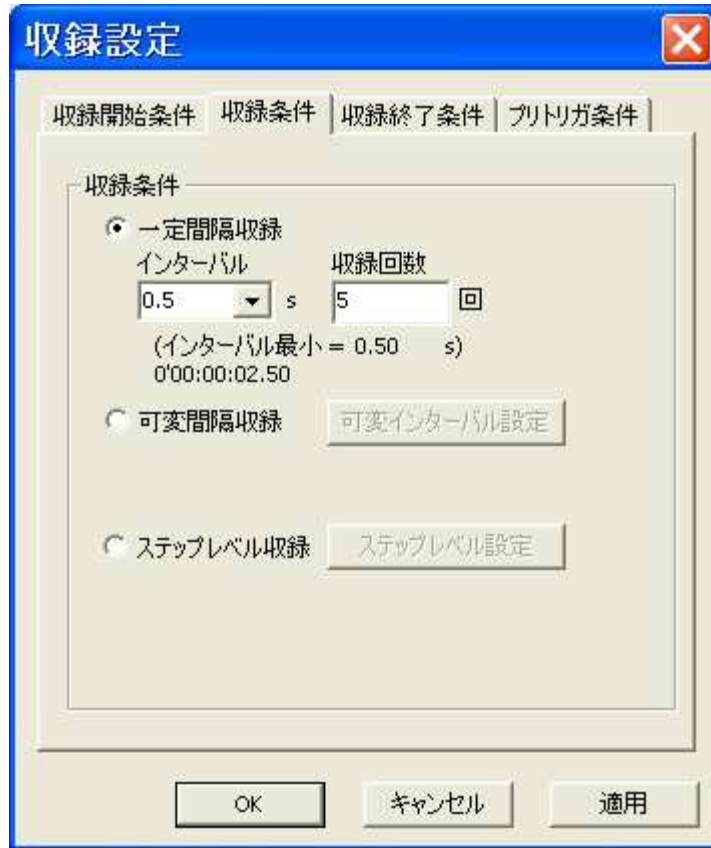 収録設定
収録開始条件 収録条件 収録終了条件 プリトリガ条件
収録条件
一定間隔収録
インターバル 収録回数
0.5 s 5 回
(インターバル最小 = 0.50 s)
0'00:00:02.50
可変間隔収録 可変インターバル設定
ステップレベル収録 ステップレベル設定
OK キャンセル 適用